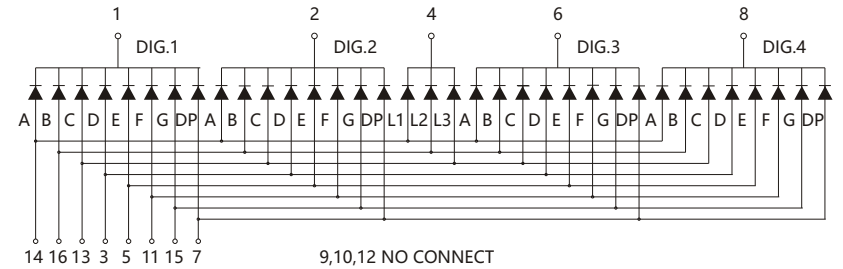 1 2 4 6 8
DIG.1 DIG.2 DIG.3 DIG.4
A B C D E F G DP A B C D E F G DP L1 L2 L3 A B C D E F G DP A B C D E F G DP
14 16 13 3 5 11 15 7 9,10,12 NO CONNECT